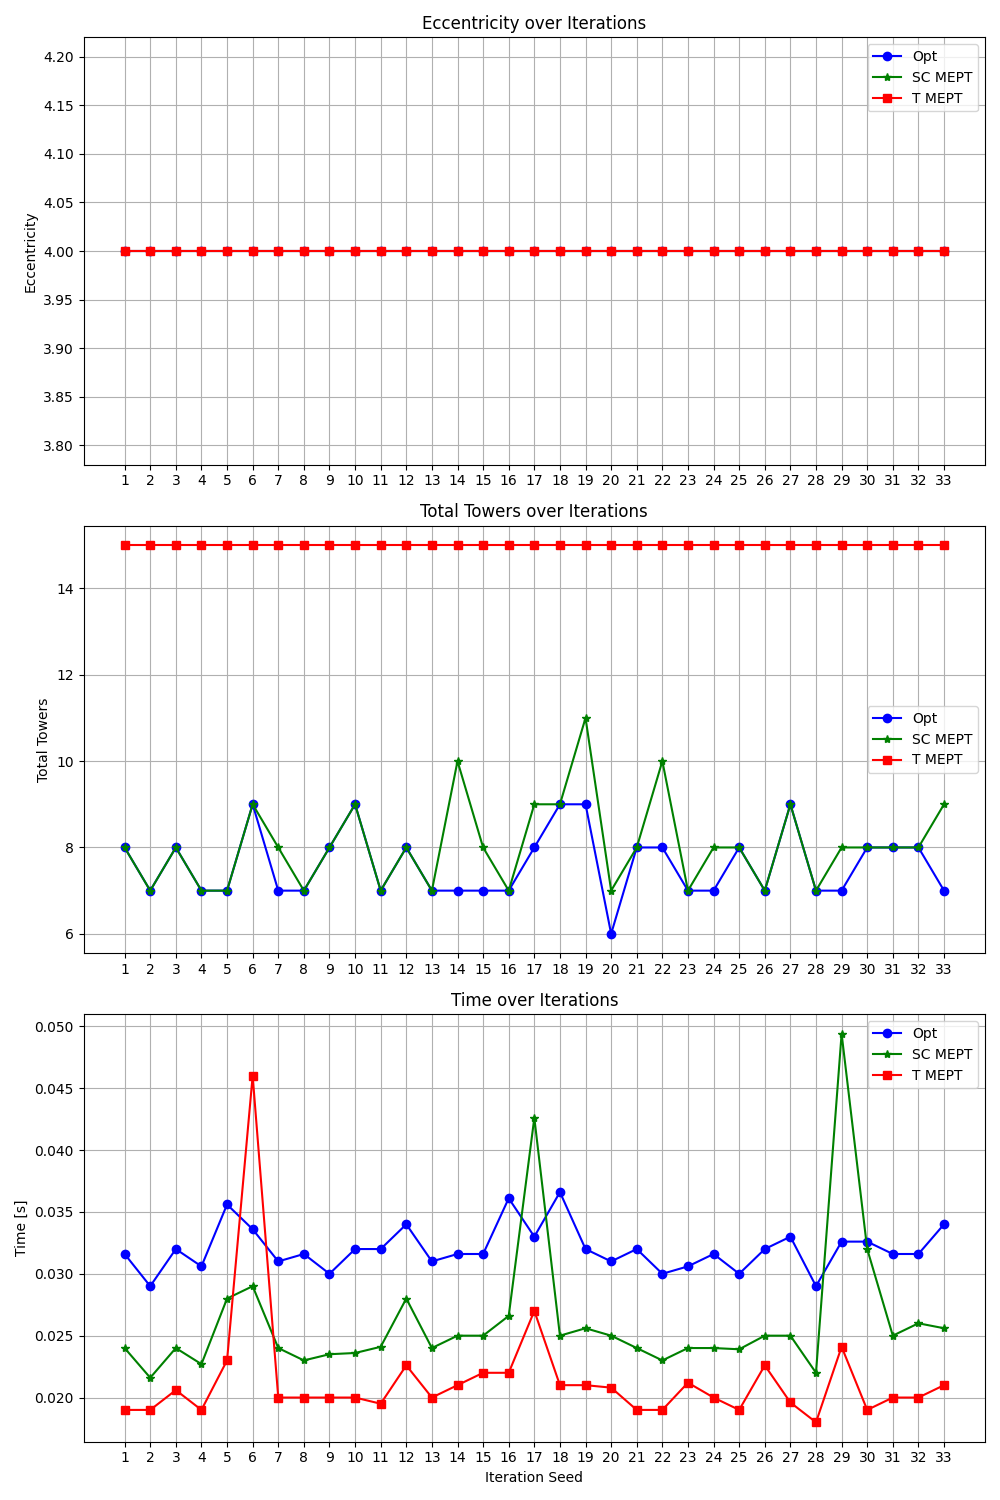 Eccentricity over Iterations
4.20
4.15
4.10
4.05
4.00
3.95
3.90
3.85
3.80
Eccentricity
Opt
SC MEPT
T MEPT
1 2 3 4 5 6 7 8 9 10 11 12 13 14 15 16 17 18 19 20 21 22 23 24 25 26 27 28 29 30 31 32 33
Total Towers over Iterations
14
12
10
8
6
Total Towers
Opt
SC MEPT
T MEPT
1 2 3 4 5 6 7 8 9 10 11 12 13 14 15 16 17 18 19 20 21 22 23 24 25 26 27 28 29 30 31 32 33
Time over Iterations
0.050
0.045
0.040
0.035
0.030
0.025
0.020
Time [s]
Opt
SC MEPT
T MEPT
1 2 3 4 5 6 7 8 9 10 11 12 13 14 15 16 17 18 19 20 21 22 23 24 25 26 27 28 29 30 31 32 33
Iteration Seed